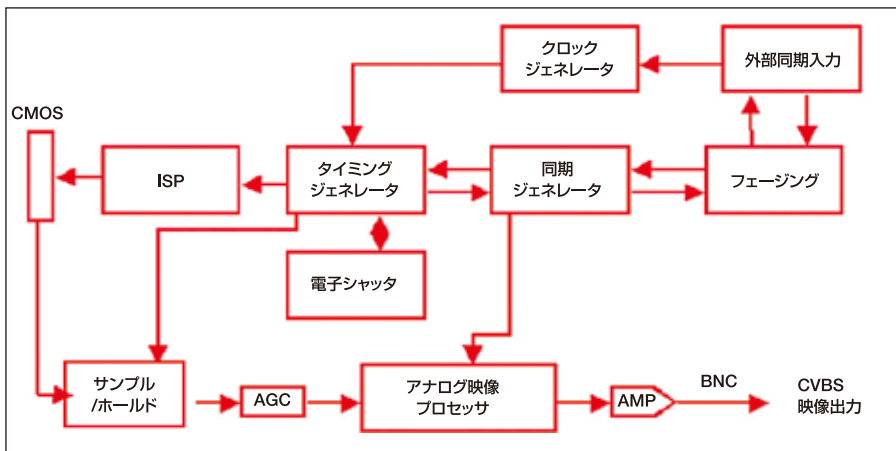 クロック
ジェネレータ
外部同期入力
CMOS
ISP
タイミング
ジェネレータ
同期
ジェネレータ
フェージング
電子シャッタ
サンプル
/ホールド
AGC
アナログ映像
プロセッサ
AMP
BNC
CVBS
映像出力